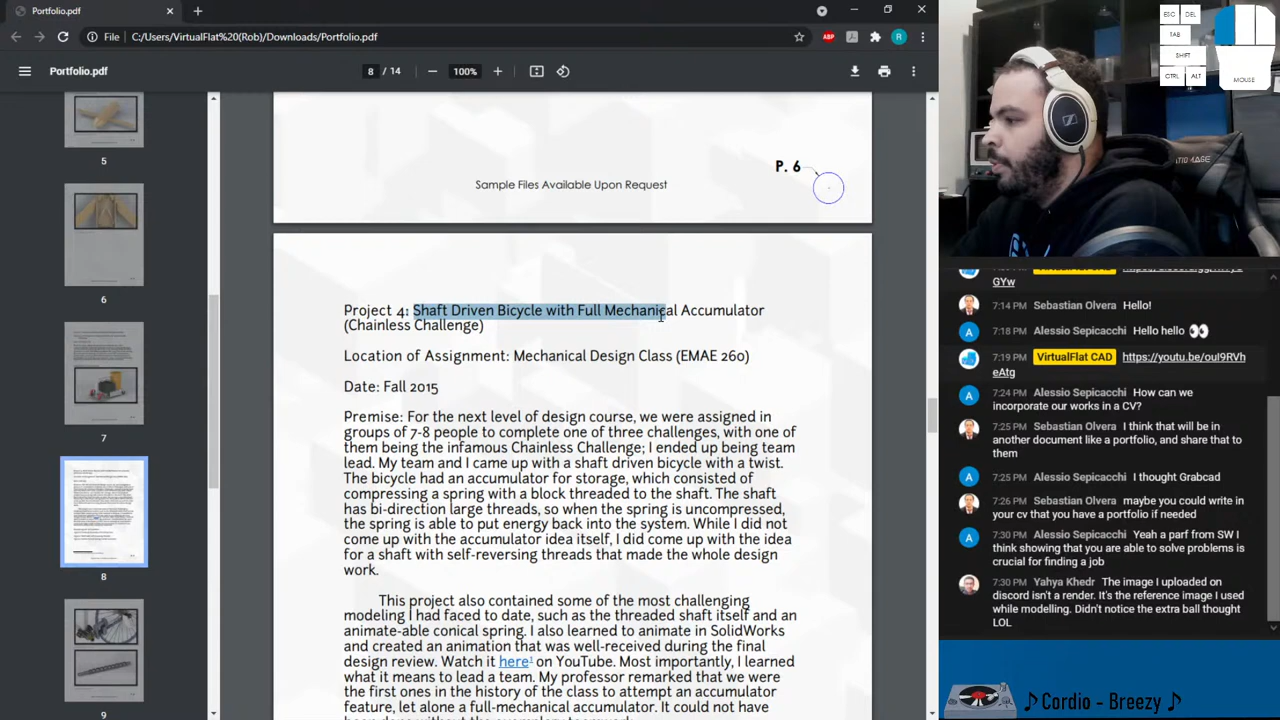 Portfolio.pdf
File
C:/Users/VirtualFlat%20(Rob)/Downloads/Portfolio.pdf
ABP
R
Portfolio.pdf
8 / 14
100%
5
6
7
8
9
P. 6
Sample Files Available Upon Request
Project 4: Shaft Driven Bicycle with Full Mechanical Accumulator
(Chainless Challenge)
Location of Assignment: Mechanical Design Class (EMAE 260)
Date: Fall 2015
Premise: For the next level of design course, we were assigned in
groups of 7-8 people to complete one of three challenges, with one of
them being the infamous Chainless Challenge; I ended up being team
lead. My team and I came up with a shaft driven bicycle with a twist.
The bicycle had an accumulator for storage, which consisted of
compressing a spring with a block threaded to the shaft. The shaft
has bi-direction large threads, so when the spring is uncompressed,
the spring is able to put energy back into the system. While I did not
come up with the accumulator idea itself, I did come up with the idea
for a shaft with self-reversing threads that made the whole design
work.
This project also contained some of the most challenging
modeling I had faced to date, such as the threaded shaft itself and an
animate-able conical spring. I also learned to animate in SolidWorks
and created an animation that was well-received during the final
design review. Watch it here¹ on YouTube. Most importantly, I learned
what it means to lead a team. My professor remarked that we were
the first ones in the history of the class to attempt an accumulator
feature, let alone a full-mechanical accumulator. It could not have
ESC
DEL
TAB
SHIFT
CTRL
ALT
MOUSE
GYw
7:14 PM Sebastian Olvera Hello!
A 7:18 PM Alessio Sepicacchi Hello hello 👀
7:19 PM VirtualFlat CAD https://youtu.be/oul9RVh
eAtg
A 7:24 PM Alessio Sepicacchi How can we
incorporate our works in a CV?
7:25 PM Sebastian Olvera I think that will be in
another document like a portfolio, and share that to
them
A 7:25 PM Alessio Sepicacchi I thought Grabcad
7:26 PM Sebastian Olvera maybe you could write in
your cv that you have a portfolio if needed
A 7:30 PM Alessio Sepicacchi Yeah a parf from SW I
think showing that you are able to solve problems is
crucial for finding a job
7:30 PM Yahya Khedr The image I uploaded on
discord isn't a render. It's the reference image I used
while modelling. Didn't notice the extra ball thought
LOL
♪ Cordio - Breezy ♪